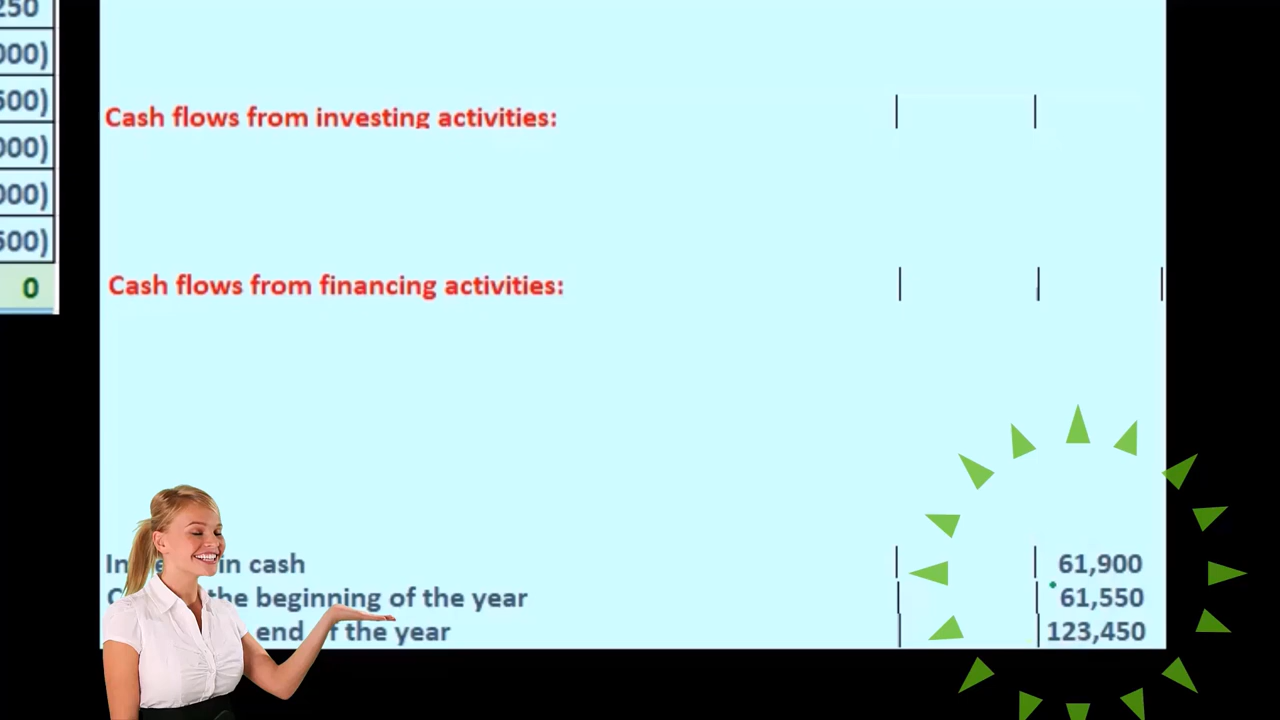 250
000)
500)
000)
000)
500)
0
Cash flows from investing activities:
Cash flows from financing activities:
in cash 61,900
the beginning of the year 61,550
end of the year 123,450